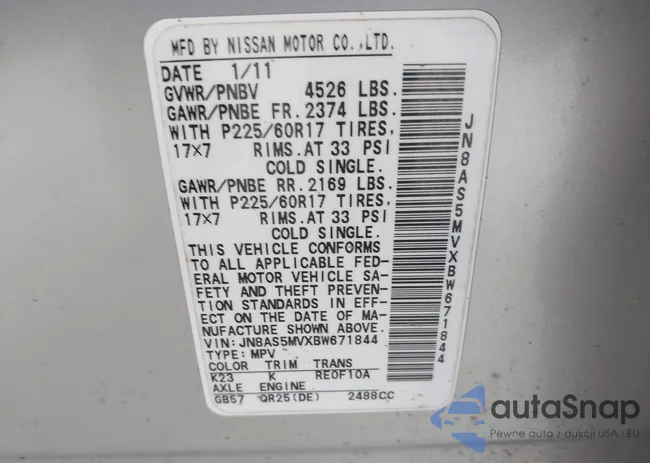 MFD BY NISSAN MOTOR CO.,LTD.
DATE 1/11
GVWR/PNBV 4526 LBS.
GAWR/PNBE FR. 2374 LBS.
WITH P225/60R17 TIRES,
17×7 RIMS.AT 33 PSI
COLD SINGLE.
GAWR/PNBE RR. 2169 LBS.
WITH P225/60R17 TIRES,
17×7 RIMS.AT 33 PSI
COLD SINGLE.
THIS VEHICLE CONFORMS
TO ALL APPLICABLE FED-
ERAL MOTOR VEHICLE SA-
FETY AND THEFT PREVEN-
TION STANDARDS IN EFF-
ECT ON THE DATE OF MA-
NUFACTURE SHOWN ABOVE.
VIN: JN8AS5MVXBW671844
TYPE: MPV
COLOR TRIM TRANS
K23 K RE0F10A
AXLE ENGINE
GB57 QR25(DE) 2488CC
JN8AS5MVXBW671844
autoSnap
Pewne auta z aukcji USA · EU